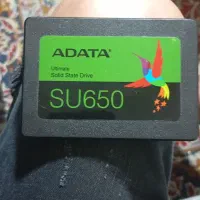 ADATA
Ultimate
Solid State Drive
SU650